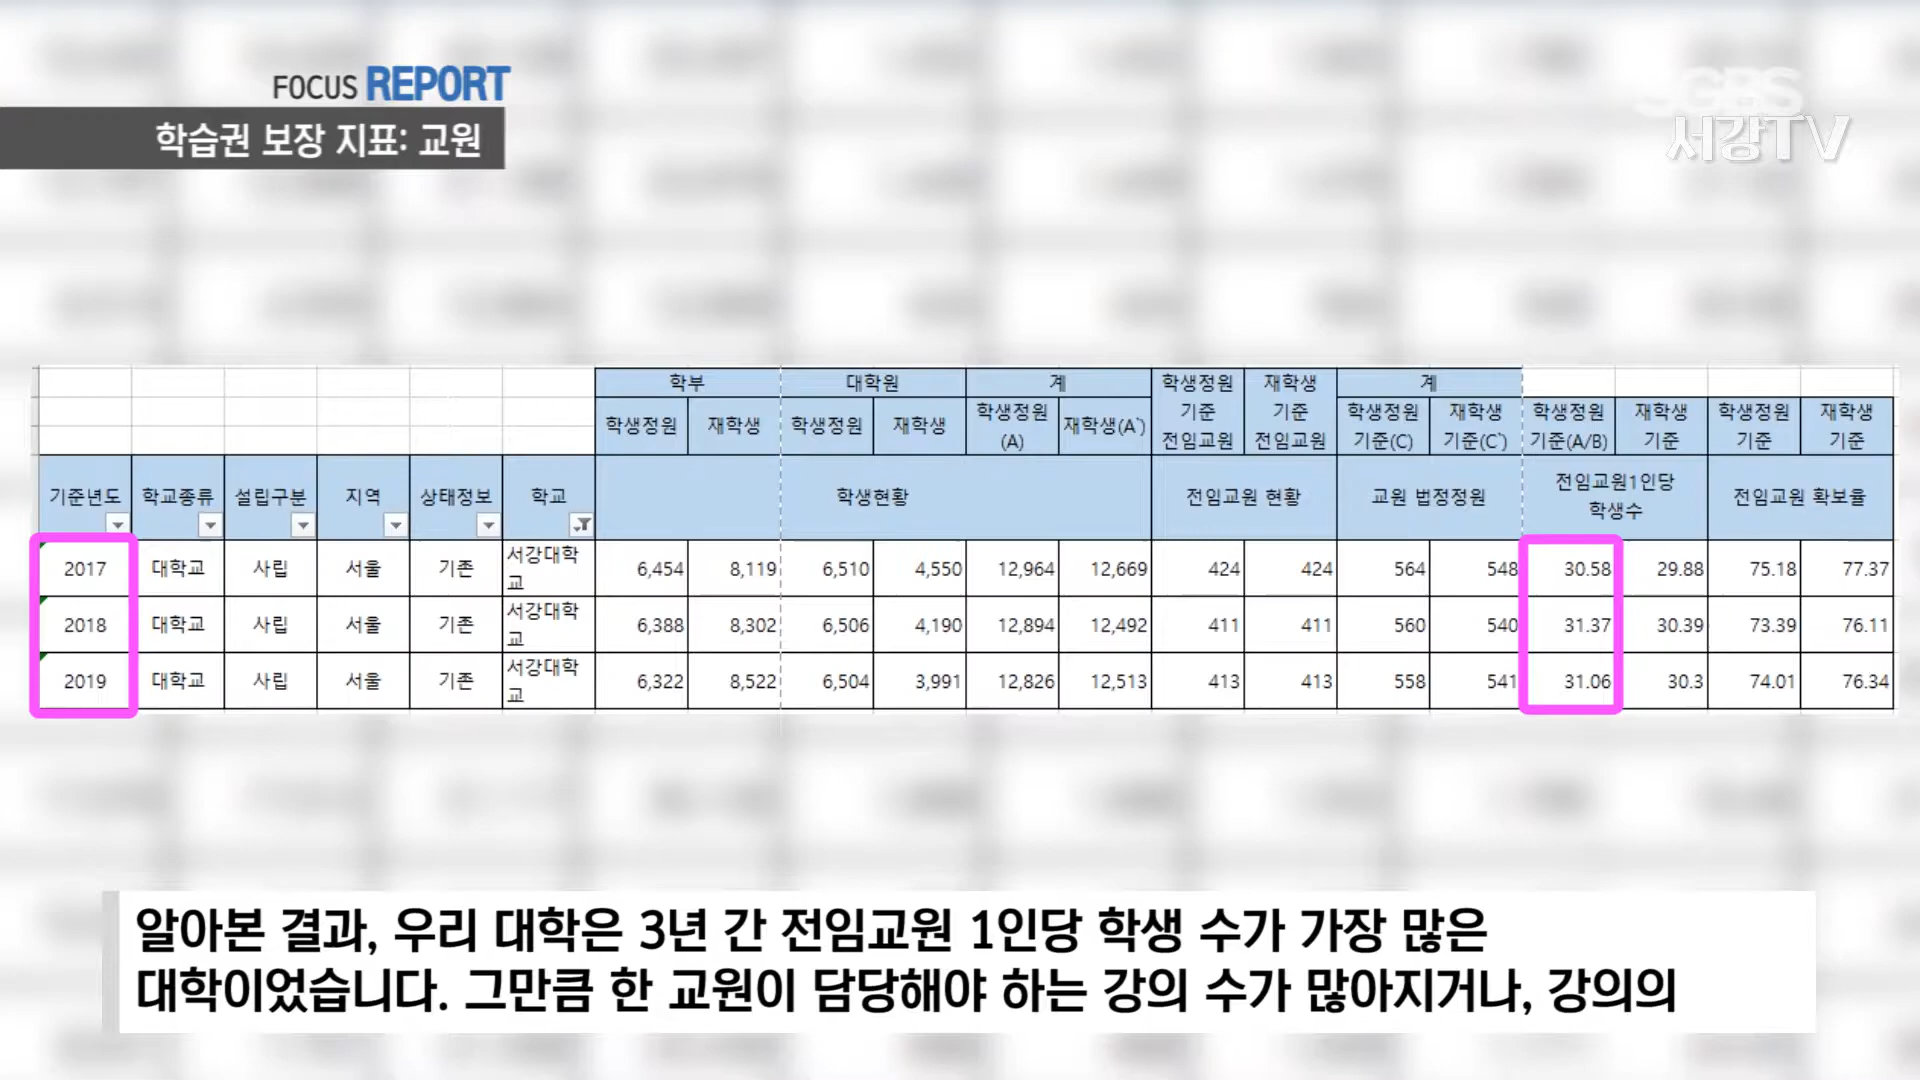 FOCUS REPORT
학습권 보장 지표: 교원
SGBS
서강TV
학부 대학원 계 학생정원 기준 전임교원 재학생 기준 전임교원 계
학생정원 재학생 학생정원 재학생 학생정원 (A) 재학생(A`) 학생정원 기준(C) 재학생 기준(C`) 학생정원 기준(A/B) 재학생 기준 학생정원 기준 재학생 기준
기준년도 학교종류 설립구분 지역 상태정보 학교 학생현황 전임교원 현황 교원 법정정원 전임교원1인당 학생수 전임교원 확보율
2017 대학교 사립 서울 기존 서강대학교 6,454 8,119 6,510 4,550 12,964 12,669 424 424 564 548 30.58 29.88 75.18 77.37
2018 대학교 사립 서울 기존 서강대학교 6,388 8,302 6,506 4,190 12,894 12,492 411 411 560 540 31.37 30.39 73.39 76.11
2019 대학교 사립 서울 기존 서강대학교 6,322 8,522 6,504 3,991 12,826 12,513 413 413 558 541 31.06 30.3 74.01 76.34
알아본 결과, 우리 대학은 3년 간 전임교원 1인당 학생 수가 가장 많은
대학이었습니다. 그만큼 한 교원이 담당해야 하는 강의 수가 많아지거나, 강의의